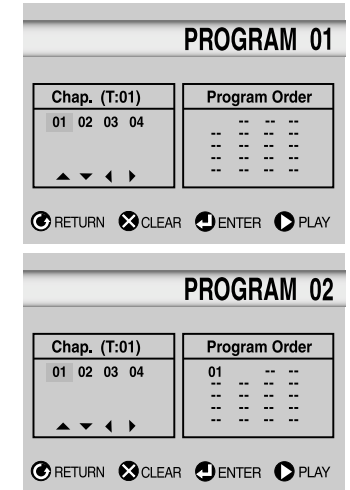 PROGRAM 01
Chap. (T:01) Program Order
01 02 03 04 -- -- --
-- -- -- --
-- -- -- --
-- -- -- --
RETURN CLEAR ENTER PLAY
PROGRAM 02
Chap. (T:01) Program Order
01 02 03 04 01 -- --
-- -- -- --
-- -- -- --
-- -- -- --
RETURN CLEAR ENTER PLAY